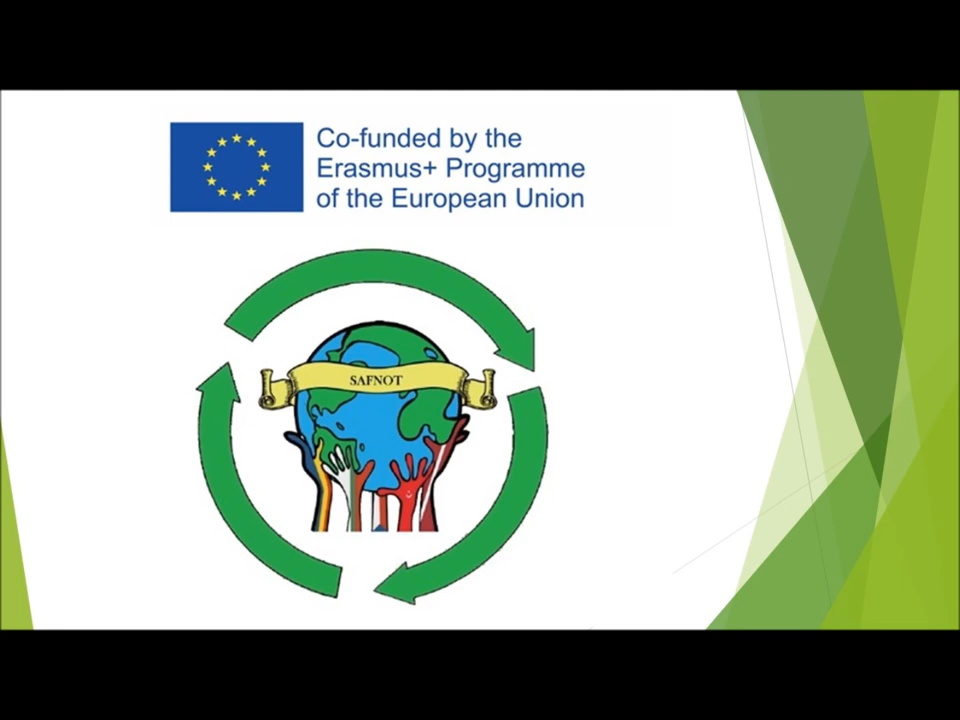 Co-funded by the
Erasmus+ Programme
of the European Union
SAFNOT